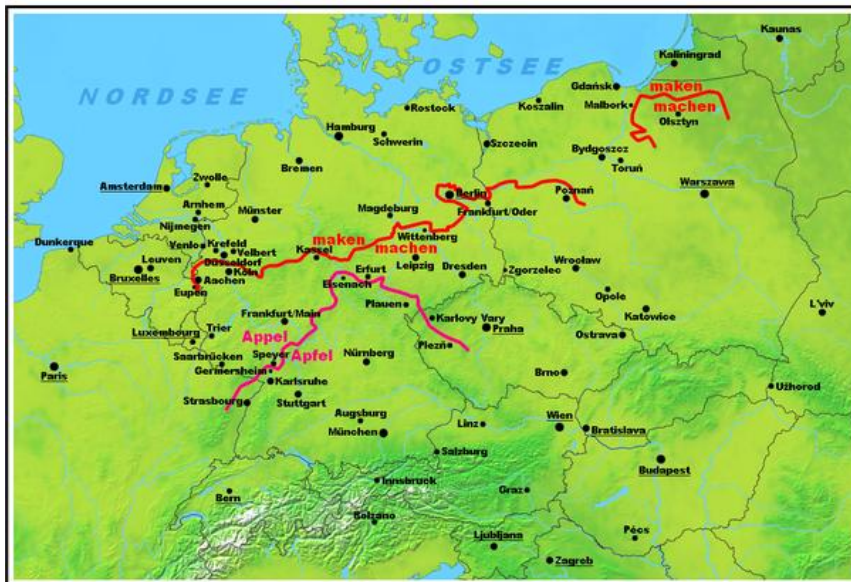 Kaunas
Kaliningrad
NORDSEE
OSTSEE
Gdańsk
maken
machen
Rostock
Koszalin
Malbork
Olsztyn
Hamburg
Schwerin
Szczecin
Bydgoszcz
Toruń
Bremen
Zwolle
Amsterdam
Berlin
Poznań
Warszawa
Arnhem
Nijmegen
Münster
Magdeburg
Frankfurt/Oder
Dunkerque
Venlo
Krefeld
Velbert
maken
machen
Wittenberg
Kassel
Düsseldorf
Leuven
Bruxelles
Köln
Aachen
Eupen
Erfurt
Leipzig
Dresden
Zgorzelec
Wrocław
Eisenach
Plauen
Opole
Katowice
Frankfurt/Main
Karlovy Vary
Praha
Ostrava
L'viv
Luxembourg
Trier
Appel
Apfel
Saarbrücken
Speyer
Plezň
Nürnberg
Germersheim
Paris
Karlsruhe
Brno
Užhorod
Strasbourg
Stuttgart
Augsburg
München
Linz
Wien
Bratislava
Salzburg
Budapest
Innsbruck
Bern
Graz
Bolzano
Ljubljana
Pécs
Zagreb